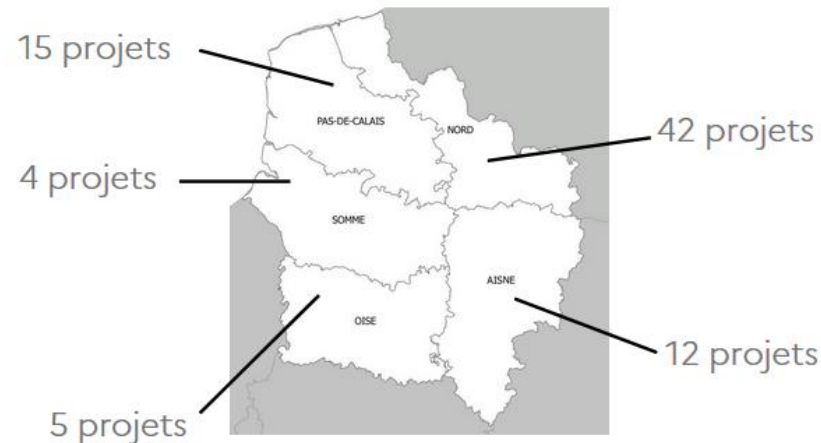 15 projets
PAS-DE-CALAIS
NORD
42 projets
4 projets
SOMME
AISNE
OISE
12 projets
5 projets